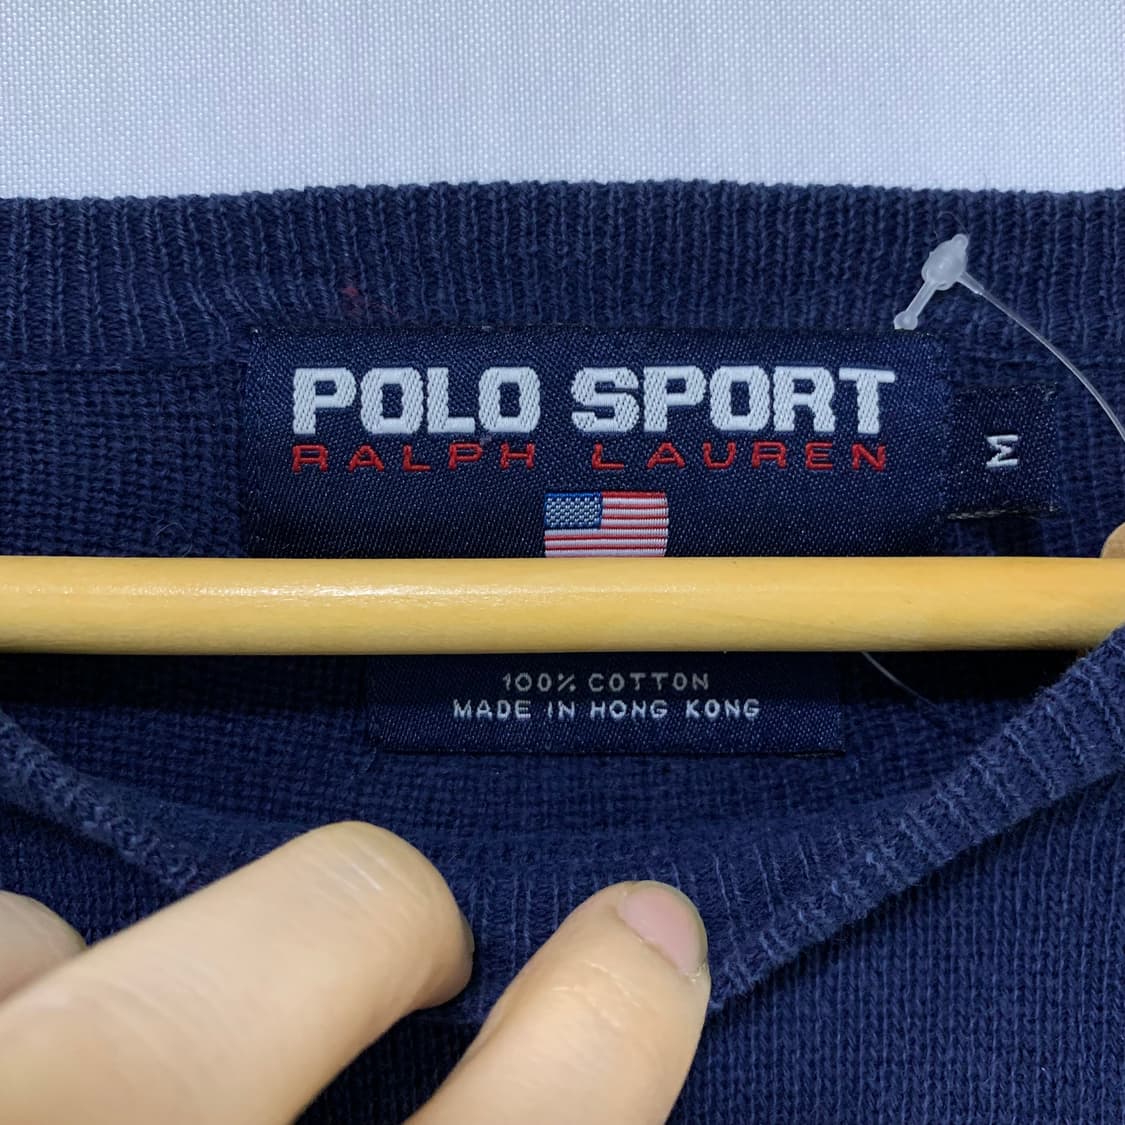 POLO SPORT
RALPH LAUREN
M
100% COTTON
MADE IN HONG KONG